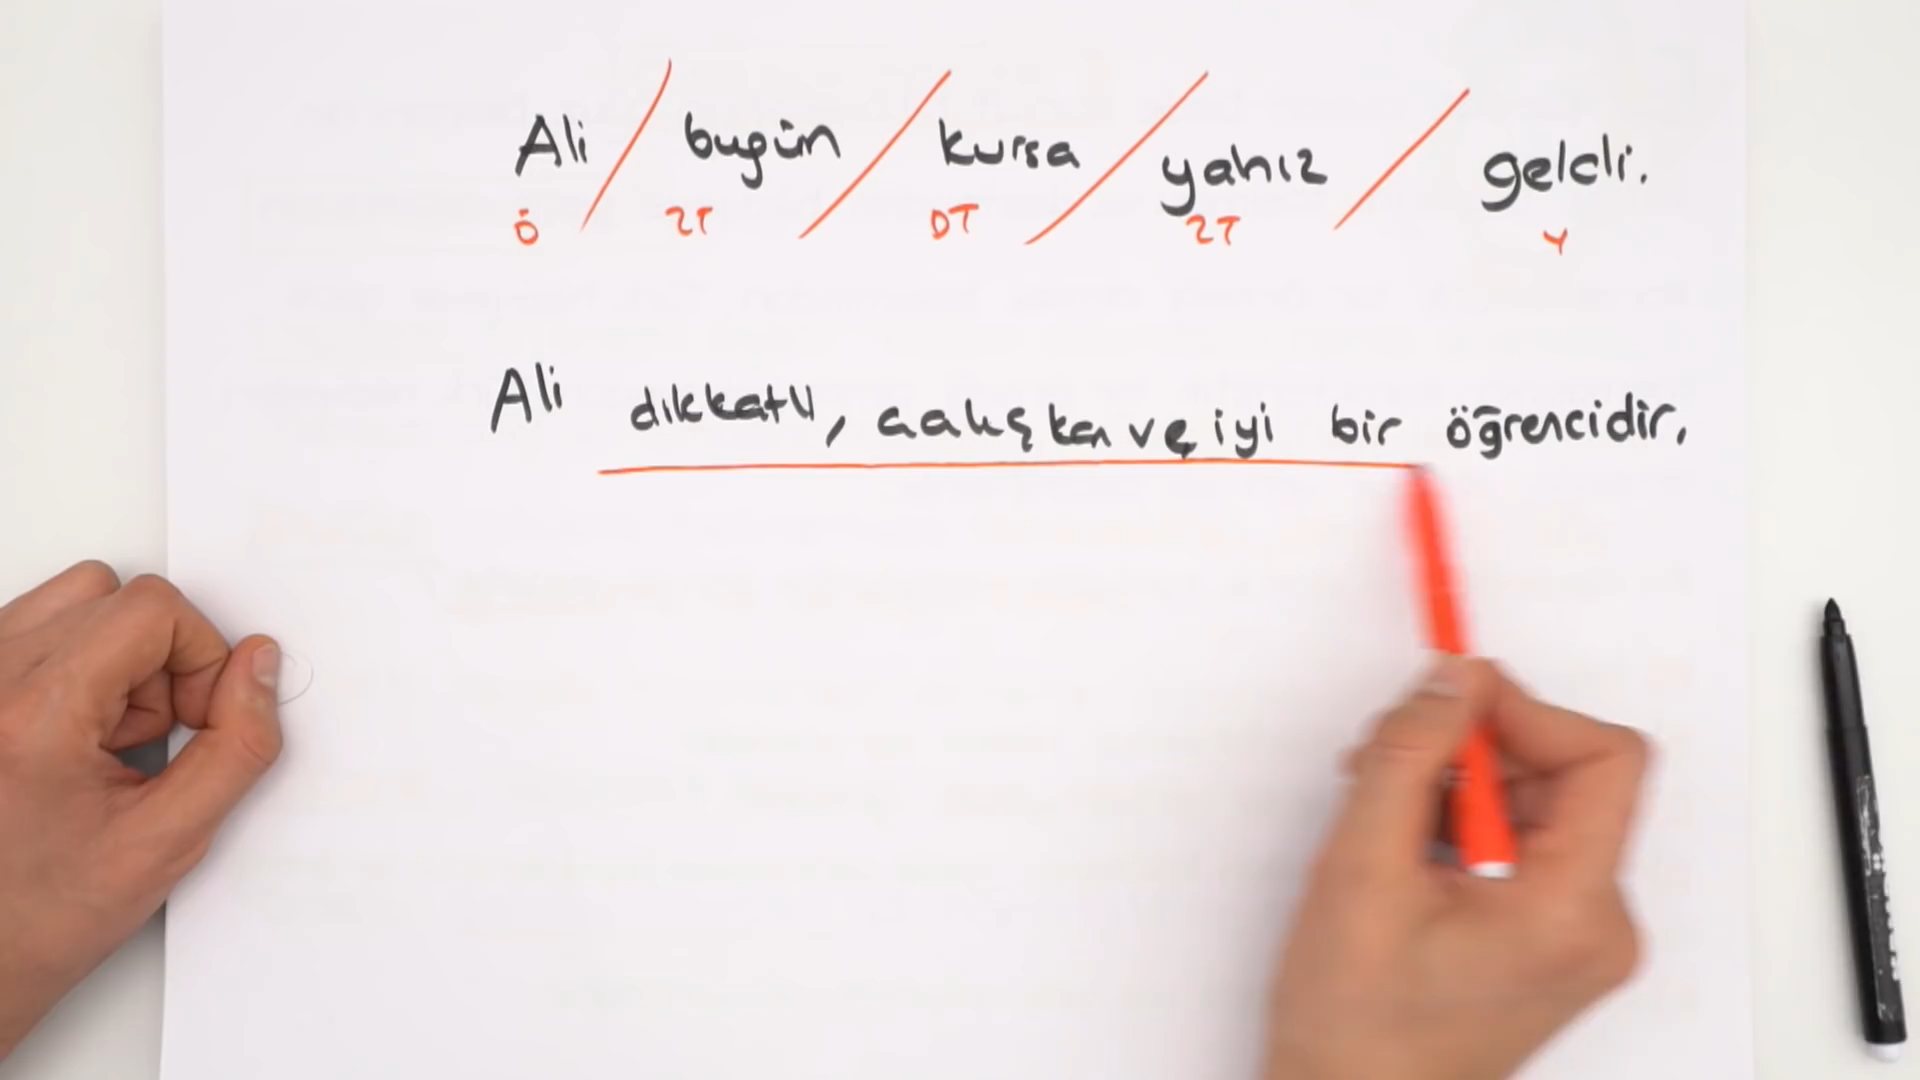 Ali / bugün / kursa / yalnız / geldi.
Ö ZT DT ZT Y
Ali dikkatli, çalışkan ve iyi bir öğrencidir.